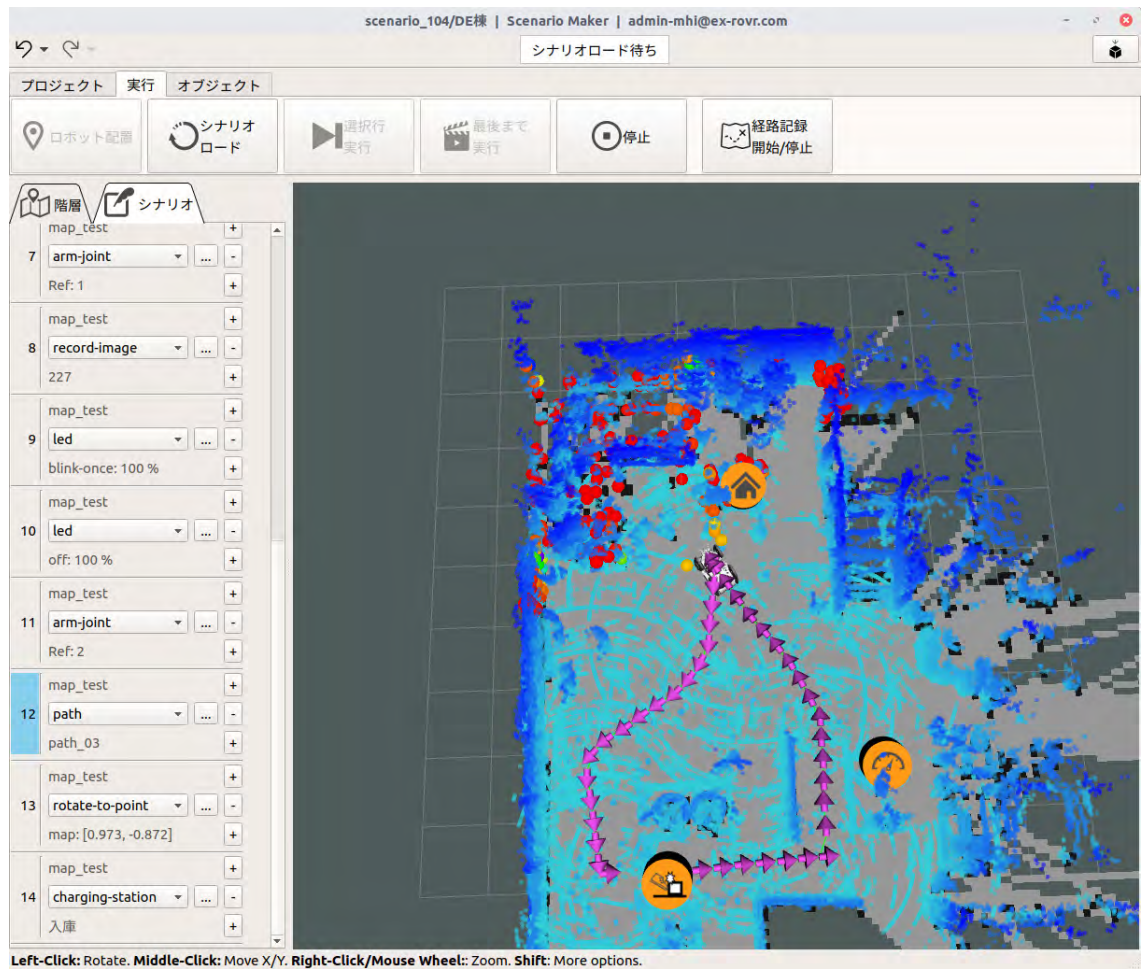 scenario_104/DE棟 | Scenario Maker | admin-mhi@ex-rovr.com
シナリオロード待ち
プロジェクト 実行 オブジェクト
ロボット配置
シナリオ
ロード
選択行
実行
最後まで
実行
停止
経路記録
開始/停止
階層
シナリオ
map_test
+
7 arm-joint ... -
Ref: 1 +
map_test +
8 record-image ... -
227 +
map_test +
9 led ... -
blink-once: 100 % +
map_test +
10 led ... -
off: 100 % +
map_test +
11 arm-joint ... -
Ref: 2 +
map_test +
12 path ... -
path_03 +
map_test +
13 rotate-to-point ... -
map: [0.973, -0.872] +
map_test +
14 charging-station ... -
入庫 +
Left-Click: Rotate. Middle-Click: Move X/Y. Right-Click/Mouse Wheel:: Zoom. Shift: More options.